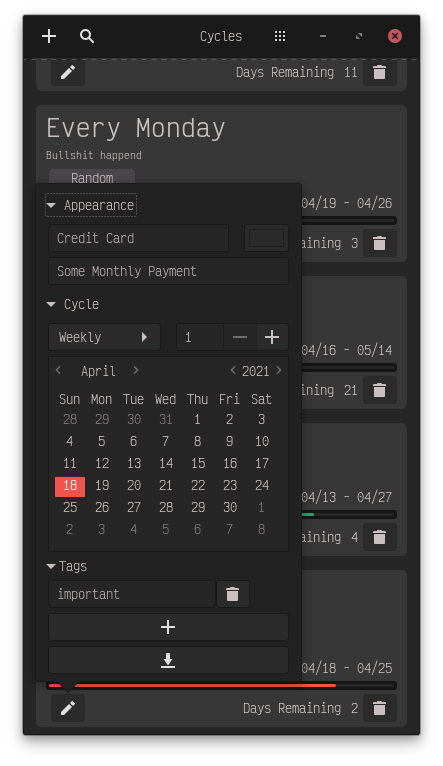 Cycles
Days Remaining 11
Every Monday
Bullshit happend
Random
Appearance
04/19 - 04/26
Credit Card
aining 3
Some Monthly Payment
Cycle
Weekly 1
04/16 - 05/14
April 2021
aining 21
Sun Mon Tue Wed Thu Fri Sat
28 29 30 31 1 2 3
4 5 6 7 8 9 10
11 12 13 14 15 16 17
18 19 20 21 22 23 24
04/13 - 04/27
25 26 27 28 29 30 1
2 3 4 5 6 7 8
aining 4
Tags
important
04/18 - 04/25
Days Remaining 2